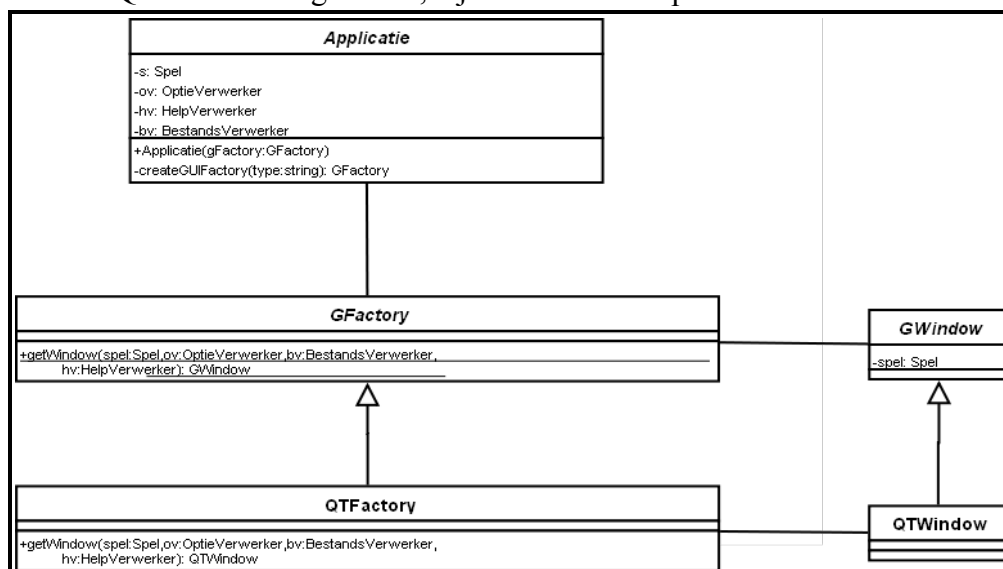 Applicatie
-s: Spel
-ov: OptieVerwerker
-hv: HelpVerwerker
-bv: BestandsVerwerker
+Applicatie(gFactory:GFactory)
-createGUIFactory(type:string): GFactory
GFactory
+getWindow(spel:Spel,ov:OptieVerwerker,bv:BestandsVerwerker,
hv:HelpVerwerker): GWindow
GWindow
-spel: Spel
QTFactory
+getWindow(spel:Spel,ov:OptieVerwerker,bv:BestandsVerwerker,
hv:HelpVerwerker): QTWindow
QTWindow